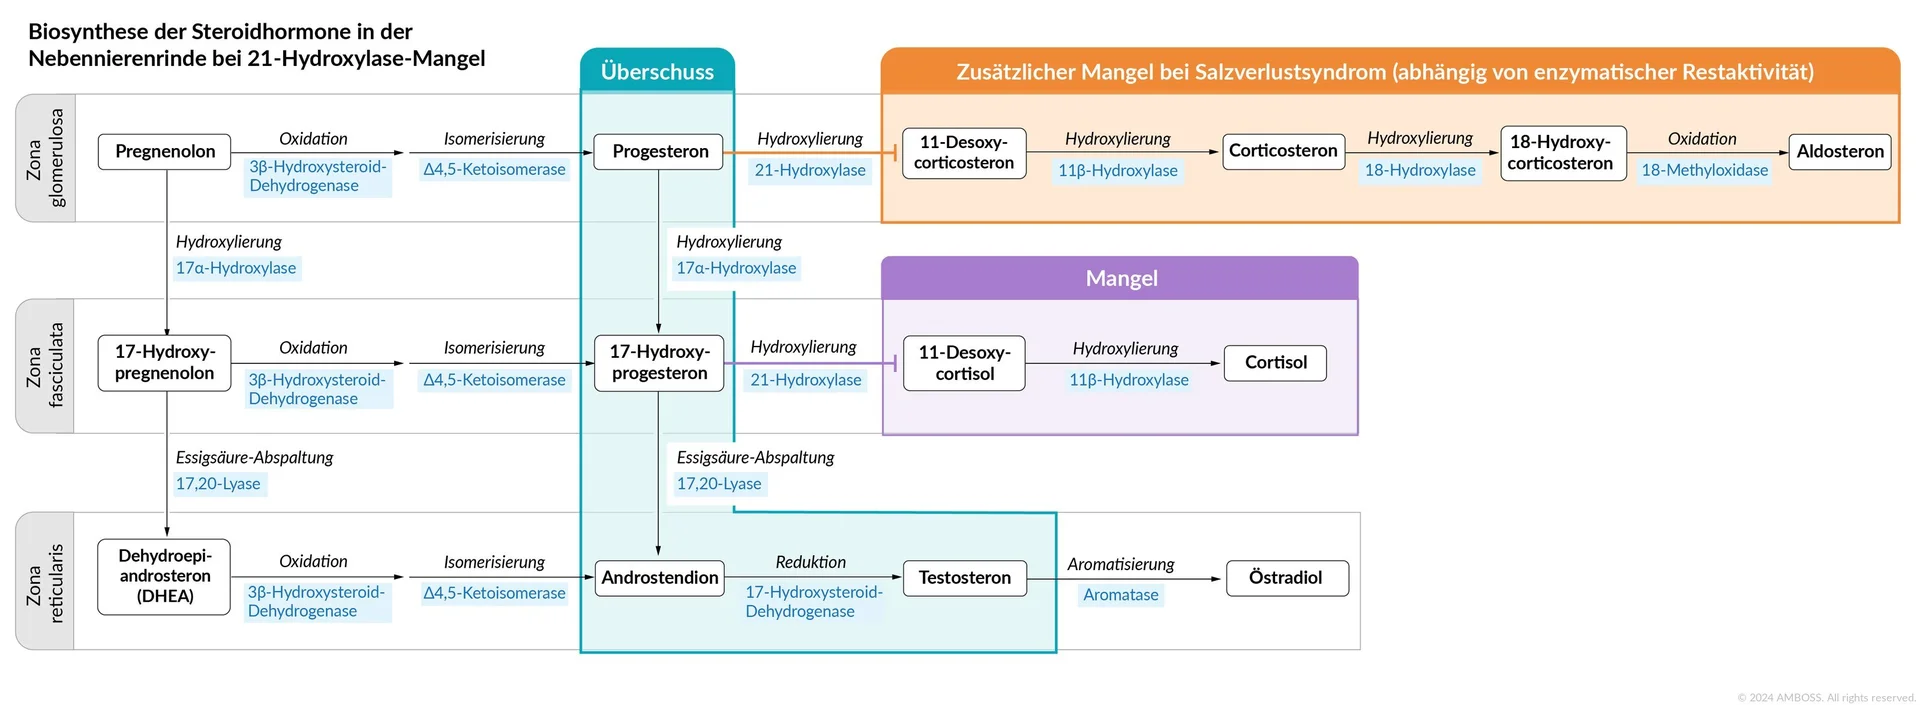 Biosynthese der Steroidhormone in der
Nebennierenrinde bei 21-Hydroxylase-Mangel
Überschuss
Zusätzlicher Mangel bei Salzverlustsyndrom (abhängig von enzymatischer Restaktivität)
Zona
glomerulosa
Pregnenolon
Oxidation
3β-Hydroxysteroid-
Dehydrogenase
Isomerisierung
Δ4,5-Ketoisomerase
Progesteron
Hydroxylierung
21-Hydroxylase
11-Desoxy-
corticosteron
Hydroxylierung
11β-Hydroxylase
Corticosteron
Hydroxylierung
18-Hydroxylase
18-Hydroxy-
corticosteron
Oxidation
18-Methyloxidase
Aldosteron
Hydroxylierung
17α-Hydroxylase
Hydroxylierung
17α-Hydroxylase
Mangel
Zona
fasciculata
17-Hydroxy-
pregnenolon
Oxidation
3β-Hydroxysteroid-
Dehydrogenase
Isomerisierung
Δ4,5-Ketoisomerase
17-Hydroxy-
progesteron
Hydroxylierung
21-Hydroxylase
11-Desoxy-
cortisol
Hydroxylierung
11β-Hydroxylase
Cortisol
Essigsäure-Abspaltung
17,20-Lyase
Essigsäure-Abspaltung
17,20-Lyase
Zona
reticularis
Dehydroepi-
androsteron
(DHEA)
Oxidation
3β-Hydroxysteroid-
Dehydrogenase
Isomerisierung
Δ4,5-Ketoisomerase
Androstendion
Reduktion
17-Hydroxysteroid-
Dehydrogenase
Testosteron
Aromatisierung
Aromatase
Östradiol
© 2024 AMBOSS. All rights reserved.